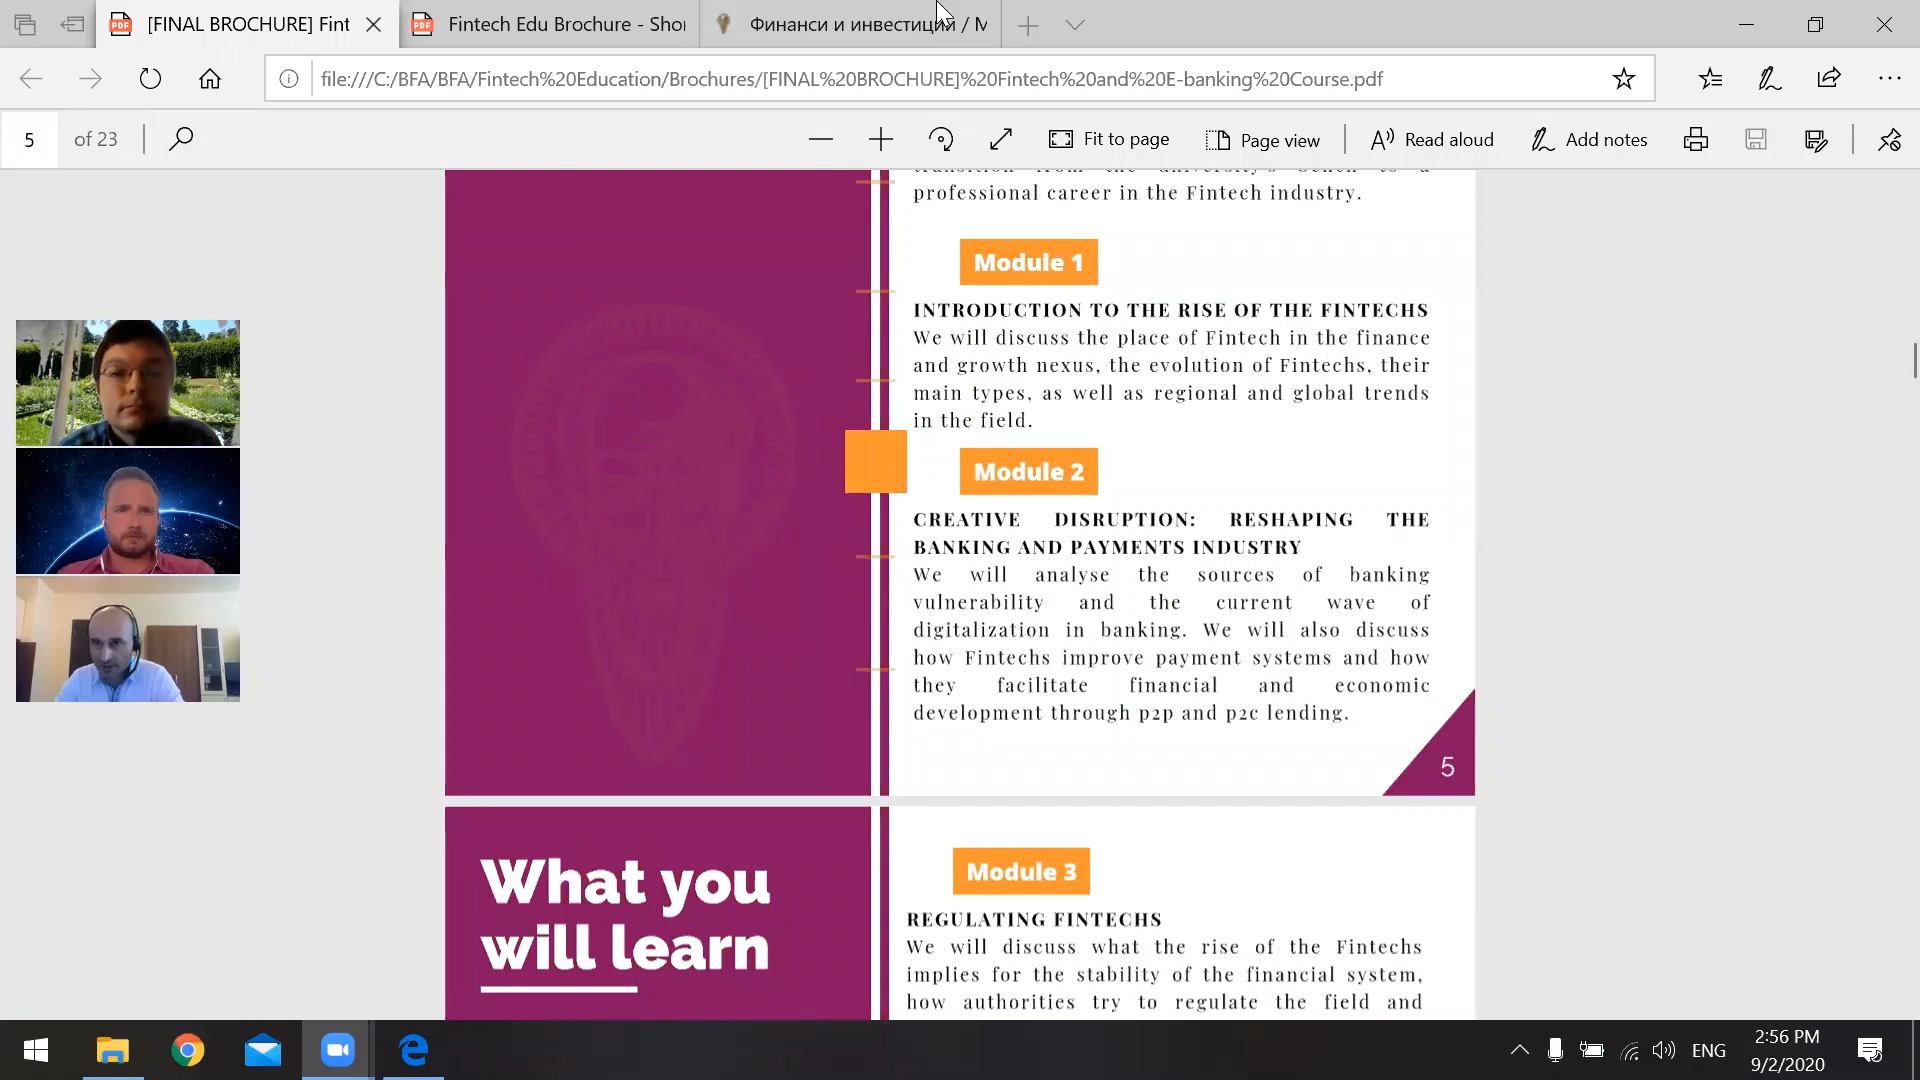 [FINAL BROCHURE] Fint
Fintech Edu Brochure - Shor
Финанси и инвестиции / М
file:///C:/BFA/BFA/Fintech%20Education/Brochures/[FINAL%20BROCHURE]%20Fintech%20and%20E-banking%20Course.pdf
5 of 23
Fit to page
Page view
Read aloud
Add notes
transition from the university's bench to a
professional career in the Fintech industry.
Module 1
INTRODUCTION TO THE RISE OF THE FINTECHS
We will discuss the place of Fintech in the finance
and growth nexus, the evolution of Fintechs, their
main types, as well as regional and global trends
in the field.
Module 2
CREATIVE DISRUPTION: RESHAPING THE
BANKING AND PAYMENTS INDUSTRY
We will analyse the sources of banking
vulnerability and the current wave of
digitalization in banking. We will also discuss
how Fintechs improve payment systems and how
they facilitate financial and economic
development through p2p and p2c lending.
5
What you
will learn
Module 3
REGULATING FINTECHS
We will discuss what the rise of the Fintechs
implies for the stability of the financial system,
how authorities try to regulate the field and
ENG
2:56 PM
9/2/2020